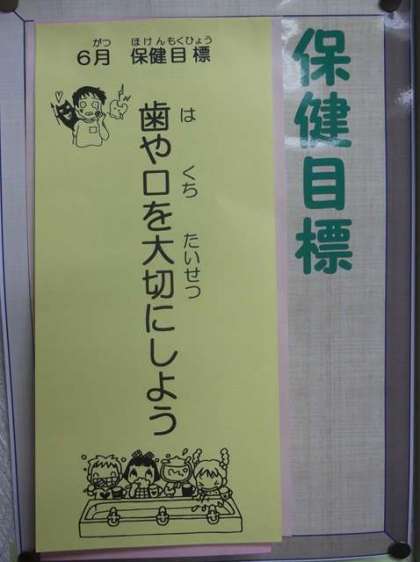 保健目標
がつ ほけんもくひょう
6月 保健目標
は くち たいせつ
歯や口を大切にしよう